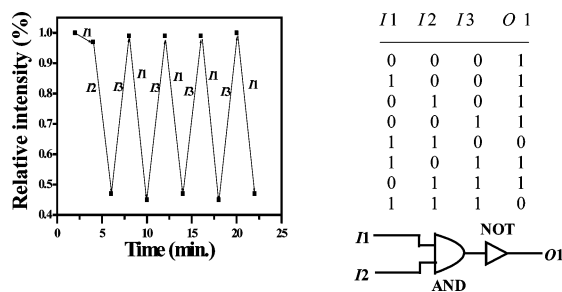 Relative intensity (%)
1.0
0.9
0.8
0.7
0.6
0.5
0.4
0 5 10 15 20 25
Time (min.)
I1
I2
I3
I1
I3
I1
I3
I1
I3
I1
I1 I2 I3 O 1
0 0 0 1
1 0 0 1
0 1 0 1
0 0 1 1
1 1 0 0
1 0 1 1
0 1 1 1
1 1 1 0
I1
I2
AND
NOT
O1